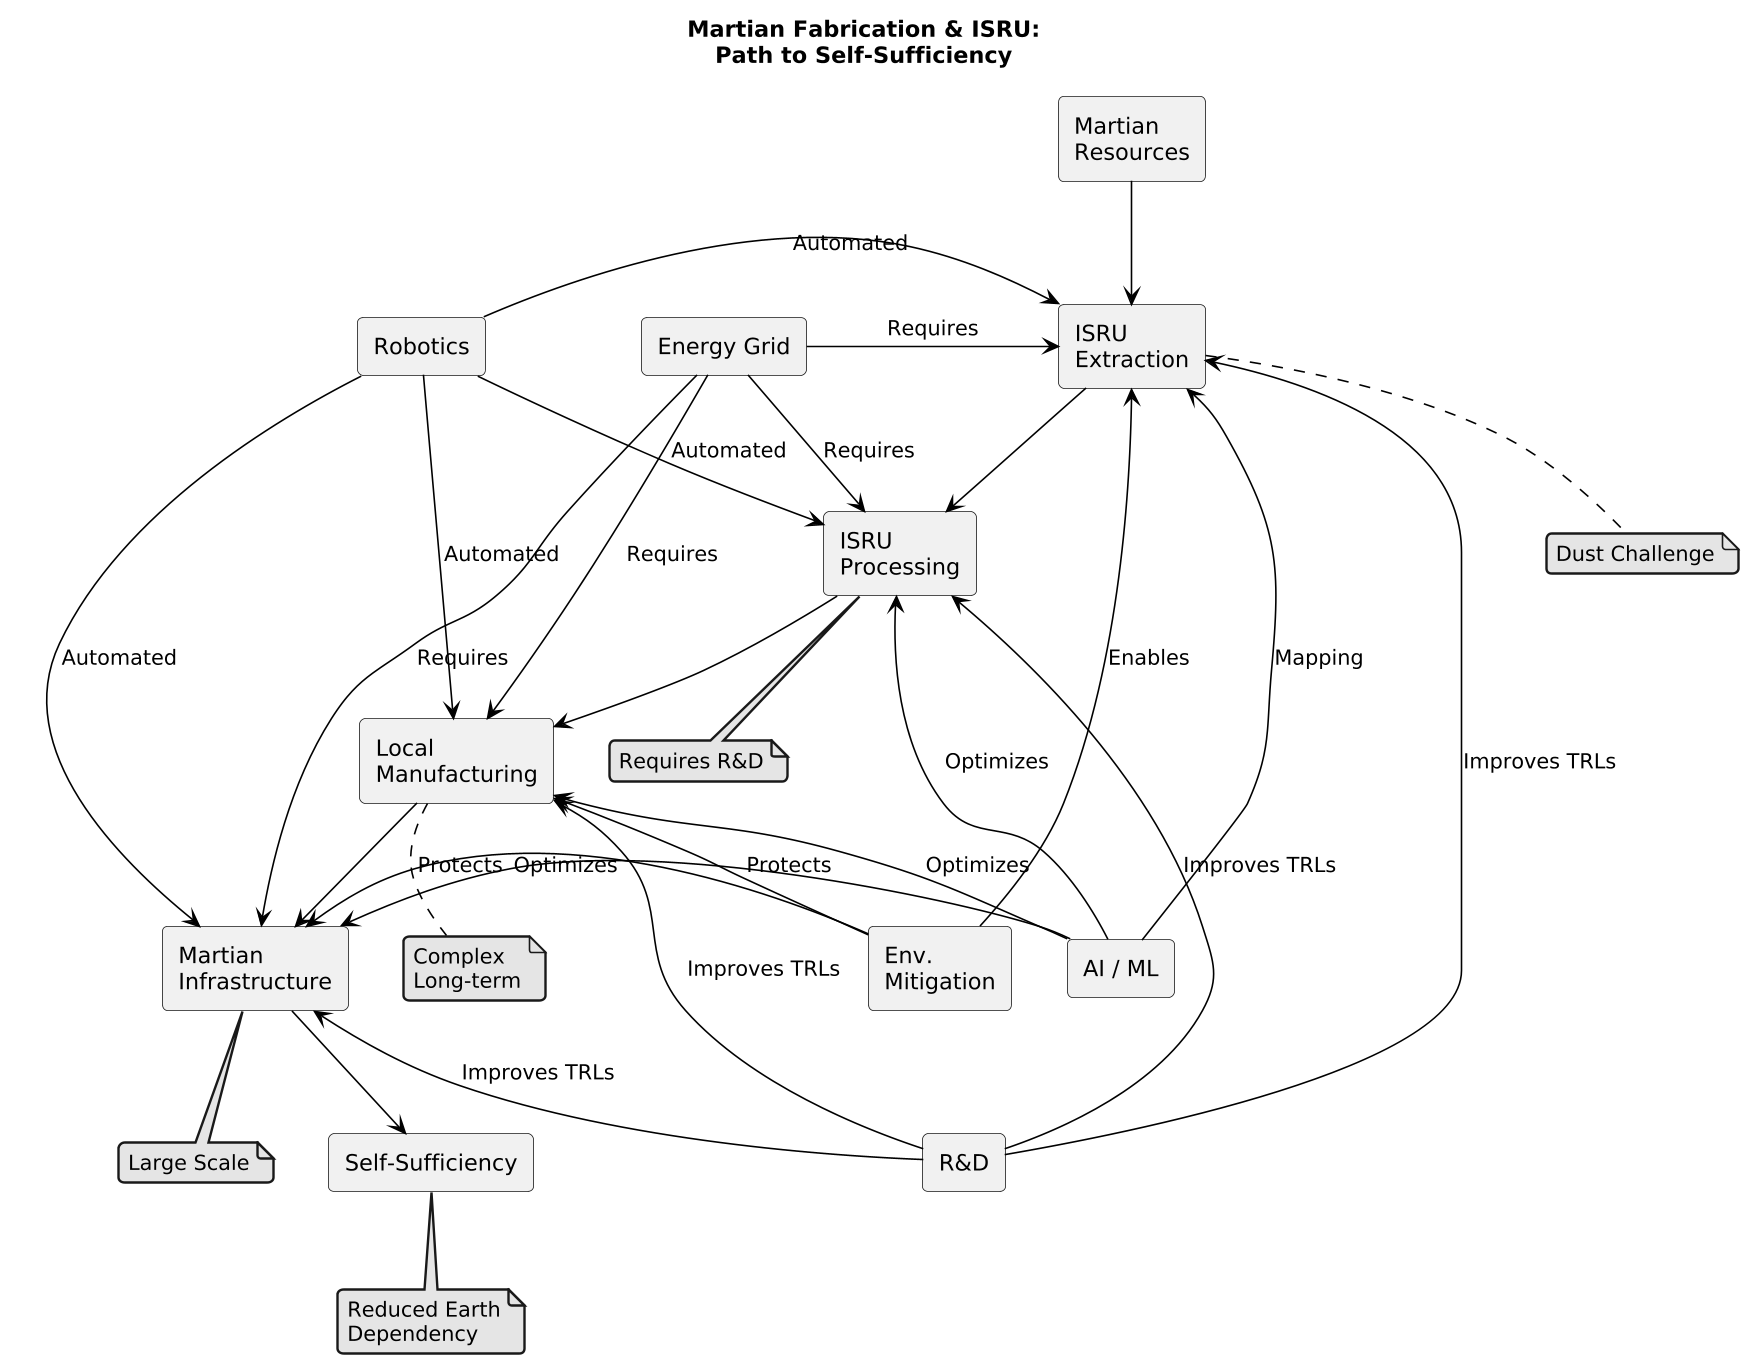 Martian Fabrication & ISRU:
Path to Self-Sufficiency
Martian
Resources
Automated
Robotics
Energy Grid
Requires
ISRU
Extraction
Automated
Requires
Automated
Requires
ISRU
Processing
Dust Challenge
Automated
Requires
Enables
Mapping
Local
Manufacturing
Requires R&D
Optimizes
Improves TRLs
Protects
Optimizes
Protects
Optimizes
Improves TRLs
Martian
Infrastructure
Complex
Long-term
Improves TRLs
Env.
Mitigation
AI / ML
Improves TRLs
Large Scale
Self-Sufficiency
R&D
Reduced Earth
Dependency